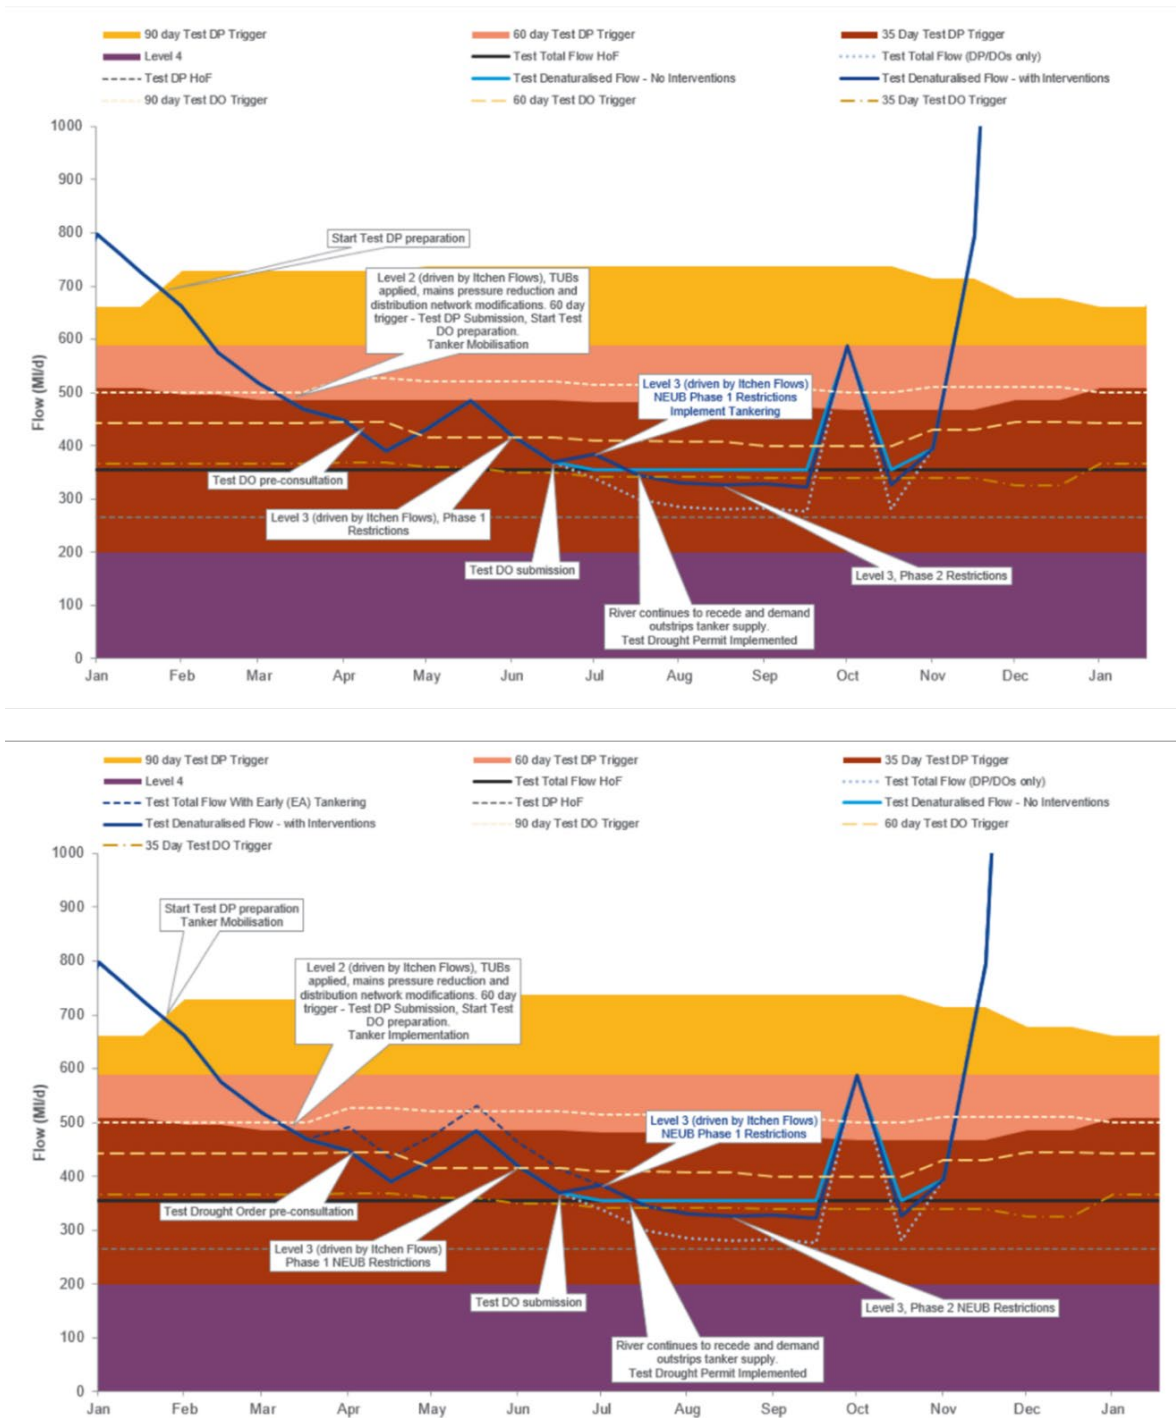 90 day Test DP Trigger
60 day Test DP Trigger
35 Day Test DP Trigger
Level 4
Test Total Flow HoF
Test Total Flow (DP/DOs only)
Test DP HoF
Test Denaturalised Flow - No Interventions
Test Denaturalised Flow - with Interventions
90 day Test DO Trigger
60 day Test DO Trigger
35 Day Test DO Trigger
Flow (Ml/d)
1000
900
800
700
600
500
400
300
200
100
0
Start Test DP preparation
Level 2 (driven by Itchen Flows), TUBs
applied, mains pressure reduction and
distribution network modifications. 60 day
trigger - Test DP Submission, Start Test
DO preparation.
Tanker Mobilisation
Level 3 (driven by Itchen Flows)
NEUB Phase 1 Restrictions
Implement Tankering
Test DO pre-consultation
Level 3 (driven by Itchen Flows), Phase 1
Restrictions
Test DO submission
Level 3, Phase 2 Restrictions
River continues to recede and demand
outstrips tanker supply.
Test Drought Permit Implemented
Jan Feb Mar Apr May Jun Jul Aug Sep Oct Nov Dec Jan
90 day Test DP Trigger
60 day Test DP Trigger
35 Day Test DP Trigger
Level 4
Test Total Flow HoF
Test Total Flow (DP/DOs only)
Test Total Flow With Early (EA) Tankering
Test DP HoF
Test Denaturalised Flow - No Interventions
Test Denaturalised Flow - with Interventions
90 day Test DO Trigger
60 day Test DO Trigger
35 Day Test DO Trigger
Flow (Ml/d)
1000
900
800
700
600
500
400
300
200
100
0
Start Test DP preparation
Tanker Mobilisation
Level 2 (driven by Itchen Flows), TUBs
applied, mains pressure reduction and
distribution network modifications. 60 day
trigger - Test DP Submission, Start Test
DO preparation.
Tanker Implementation
Level 3 (driven by Itchen Flows)
NEUB Phase 1 Restrictions
Test Drought Order pre-consultation
Level 3 (driven by Itchen Flows)
Phase 1 NEUB Restrictions
Test DO submission
Level 3, Phase 2 NEUB Restrictions
River continues to recede and demand
outstrips tanker supply.
Test Drought Permit Implemented
Jan Feb Mar Apr May Jun Jul Aug Sep Oct Nov Dec Jan